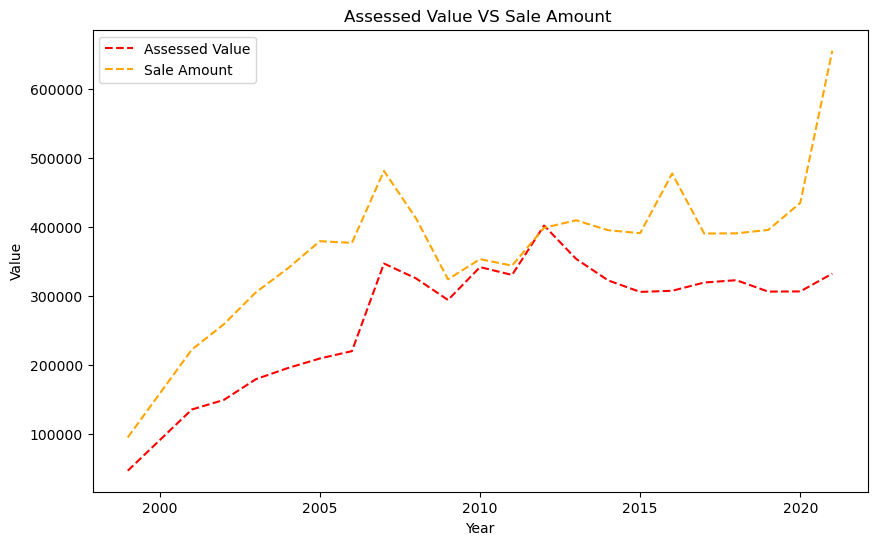 Assessed Value VS Sale Amount
Assessed Value
Sale Amount
600000
500000
400000
300000
200000
100000
Value
2000 2005 2010 2015 2020
Year